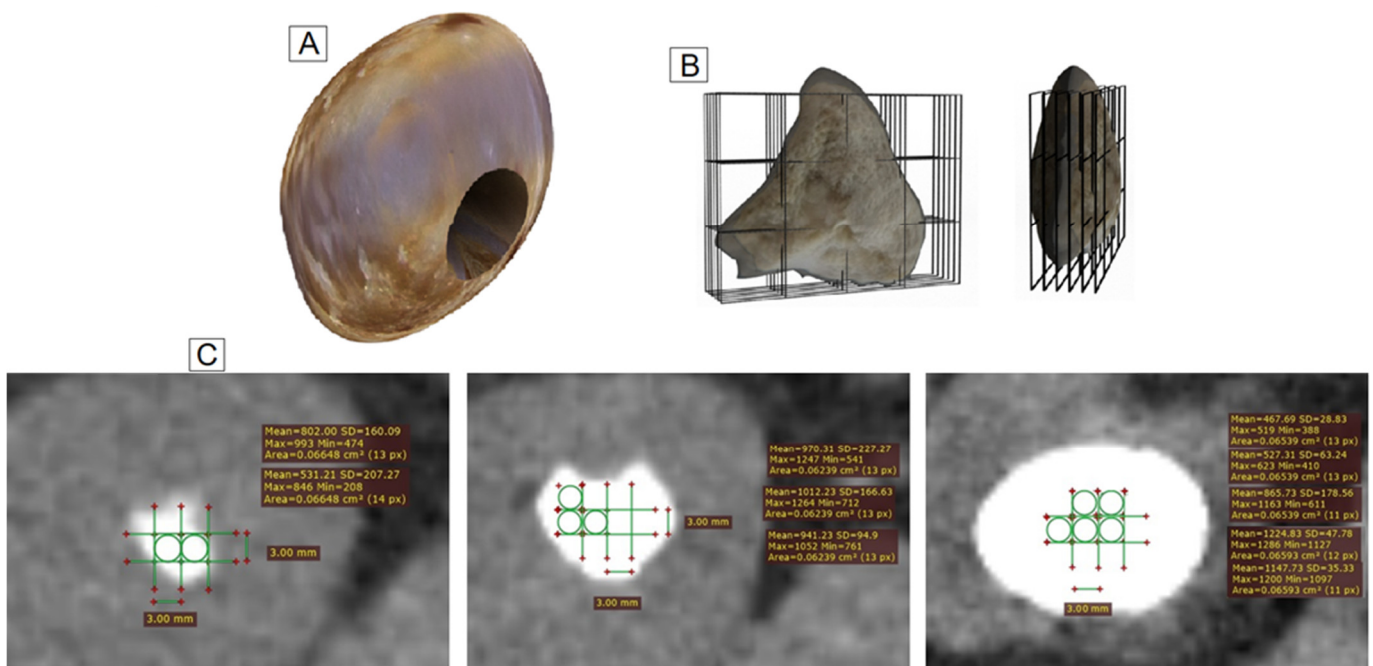 A
B
C
Mean=802.00 SD=160.09
Max=993 Min=474
Area=0.06648 cm² (13 px)
Mean=531.21 SD=207.27
Max=846 Min=208
Area=0.06648 cm² (14 px)
3.00 mm
3.00 mm
Mean=970.31 SD=227.27
Max=1247 Min=541
Area=0.06239 cm² (13 px)
Mean=1012.23 SD=166.63
Max=1264 Min=712
Area=0.06239 cm² (13 px)
Mean=941.23 SD=94.9
Max=1052 Min=761
Area=0.06239 cm² (13 px)
3.00 mm
3.00 mm
Mean=467.69 SD=28.83
Max=519 Min=388
Area=0.06539 cm² (13 px)
Mean=527.31 SD=63.24
Max=623 Min=410
Area=0.06539 cm² (13 px)
Mean=865.73 SD=178.56
Max=1163 Min=611
Area=0.06539 cm² (11 px)
Mean=1224.83 SD=47.78
Max=1286 Min=1127
Area=0.06593 cm² (12 px)
Mean=1147.73 SD=35.33
Max=1200 Min=1097
Area=0.06593 cm² (11 px)
3.00 mm